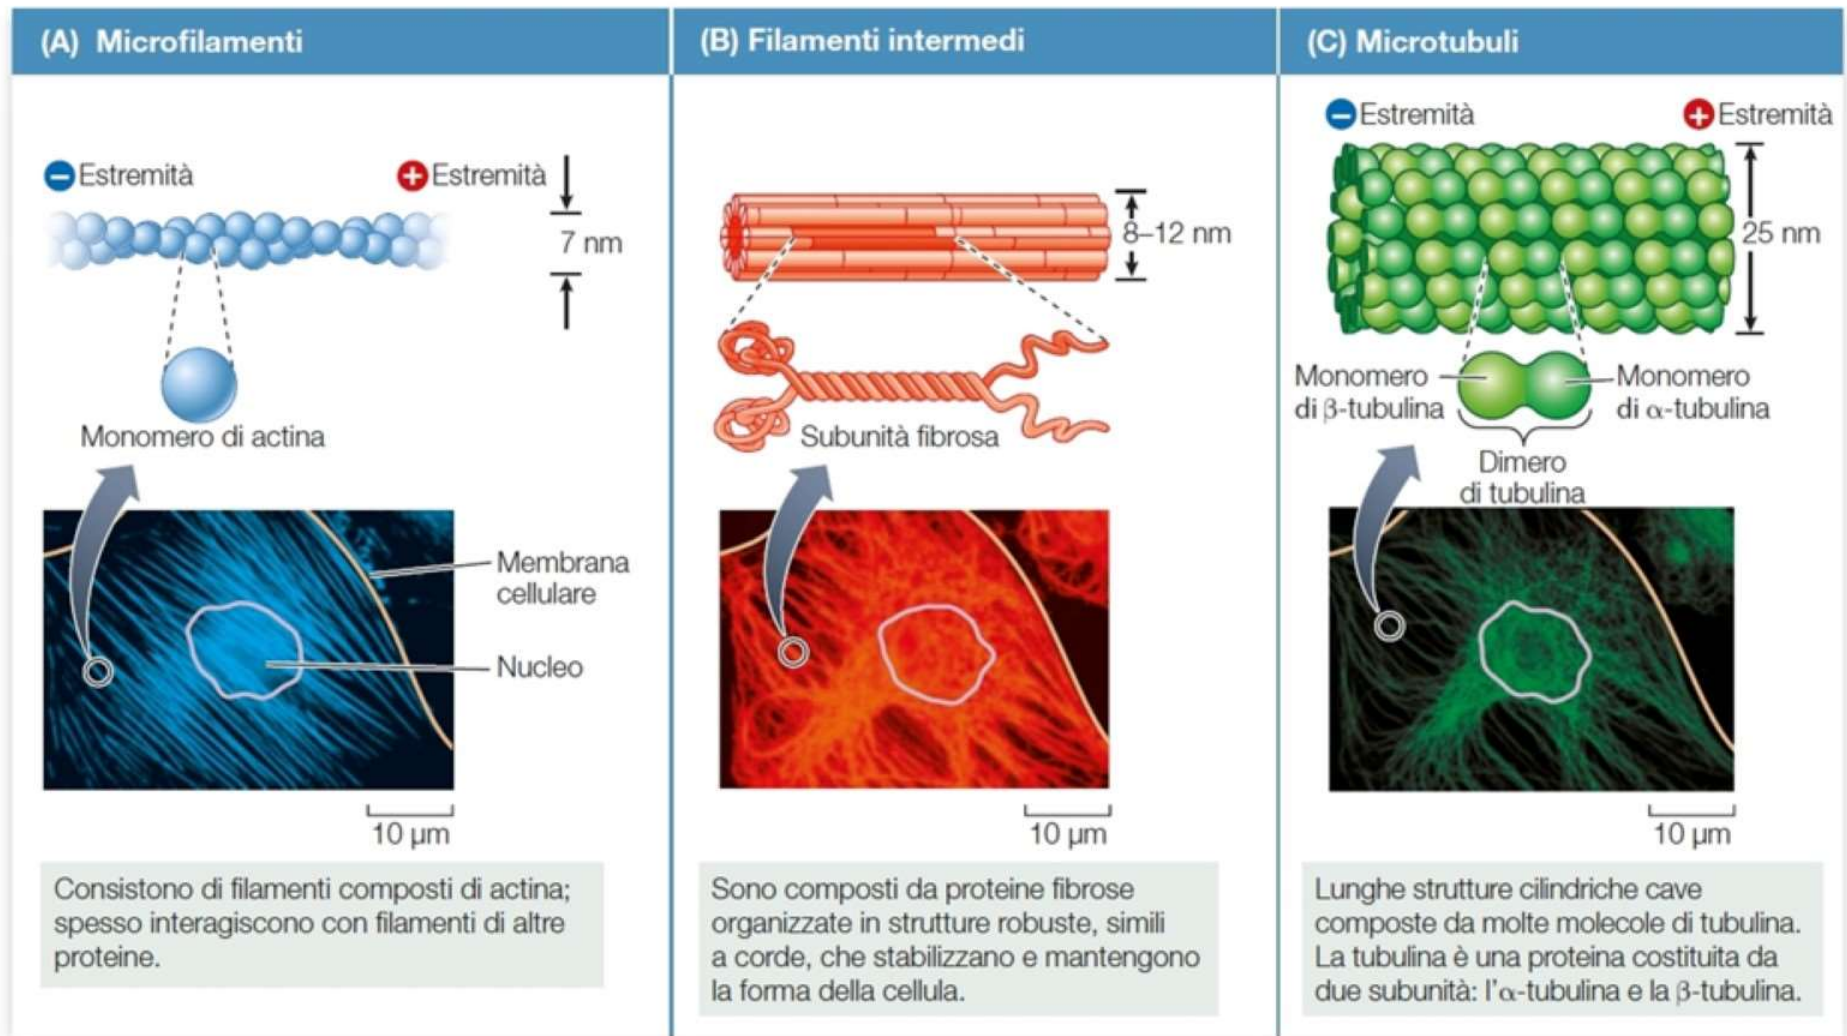 (A) Microfilamenti
− Estremità
+ Estremità
7 nm
Monomero di actina
Membrana
cellulare
Nucleo
10 µm
Consistono di filamenti composti di actina;
spesso interagiscono con filamenti di altre
proteine.
(B) Filamenti intermedi
8–12 nm
Subunità fibrosa
10 µm
Sono composti da proteine fibrose
organizzate in strutture robuste, simili
a corde, che stabilizzano e mantengono
la forma della cellula.
(C) Microtubuli
− Estremità
+ Estremità
25 nm
Monomero
di β-tubulina
Monomero
di α-tubulina
Dimero
di tubulina
10 µm
Lunghe strutture cilindriche cave
composte da molte molecole di tubulina.
La tubulina è una proteina costituita da
due subunità: l'α-tubulina e la β-tubulina.